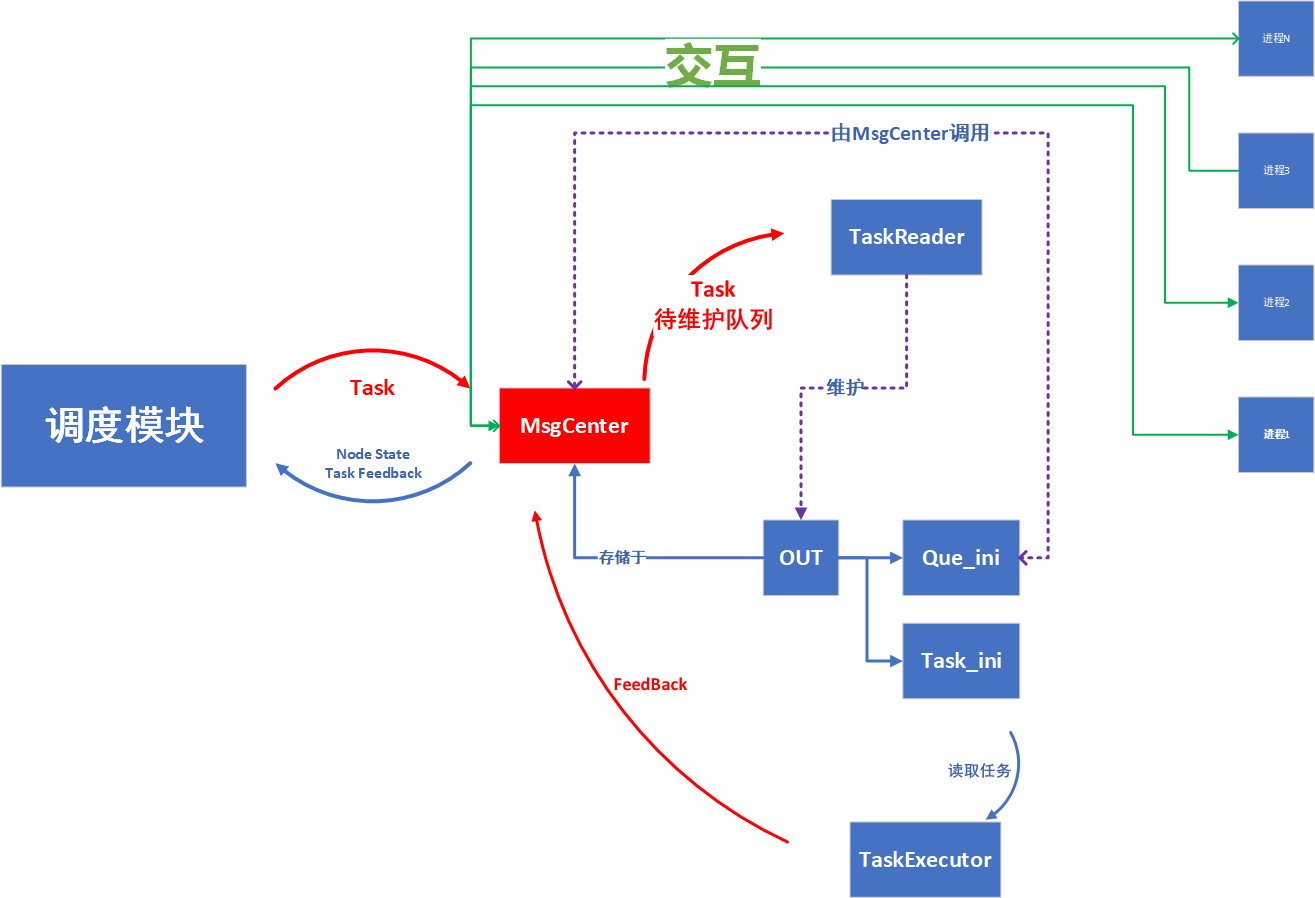 进程N
交互
由MsgCenter调用
进程3
TaskReader
Task
待维护队列
进程2
调度模块
Task
维护
MsgCenter
进程1
Node State
Task Feedback
存储于
OUT
Que_ini
Task_ini
FeedBack
读取任务
TaskExecutor